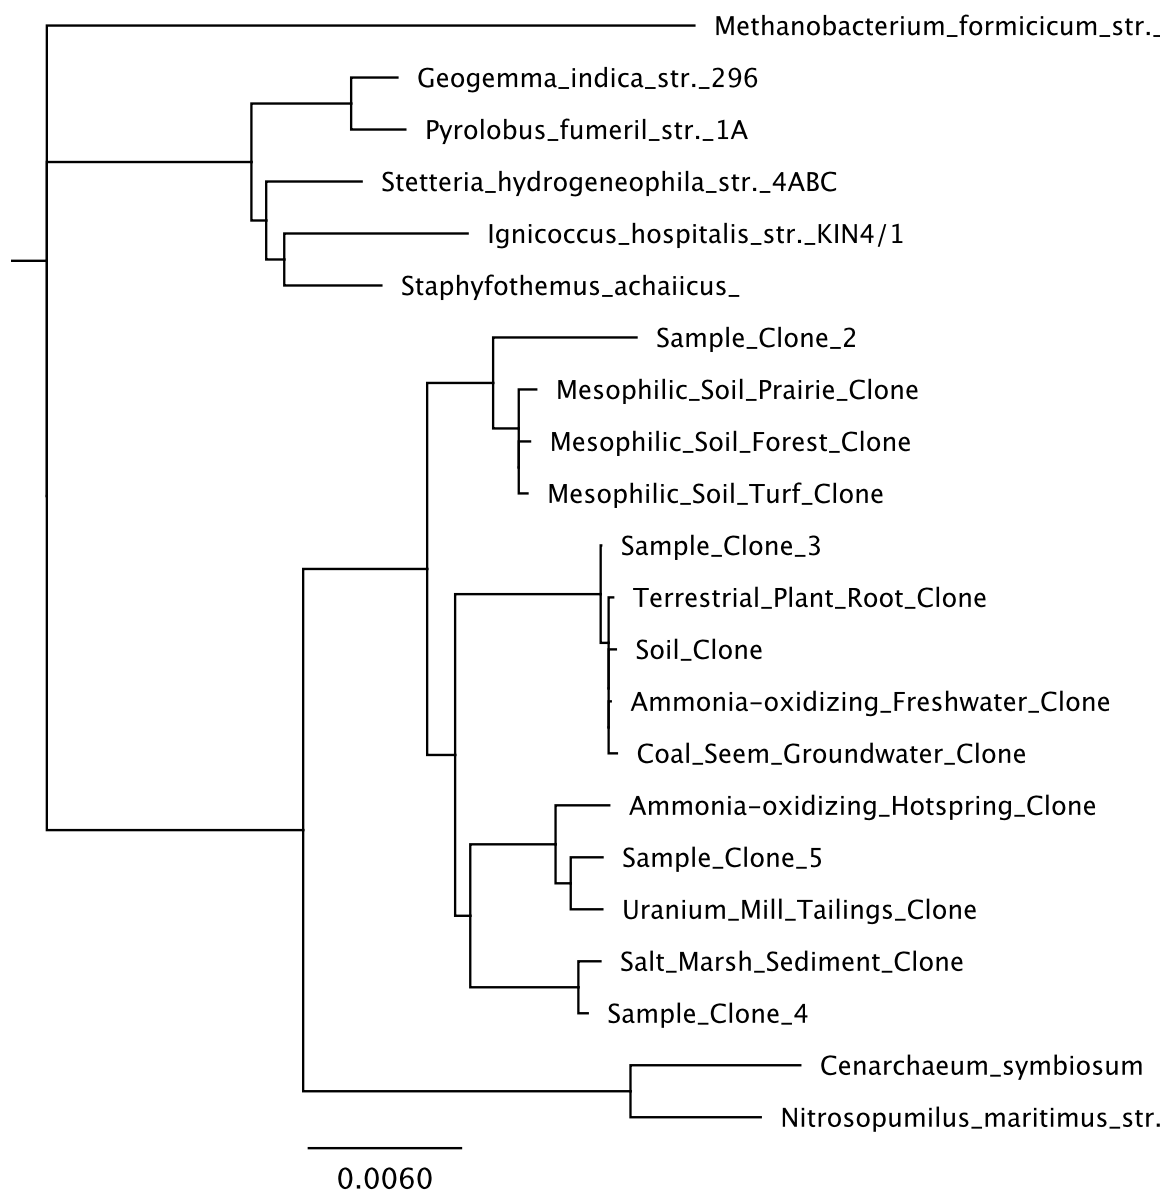 Methanobacterium_formicicum_str._
Geogemma_indica_str._296
Pyrolobus_fumeril_str._1A
Stetteria_hydrogeneophila_str._4ABC
Ignicoccus_hospitalis_str._KIN4/1
Staphyfothemus_achaiicus_
Sample_Clone_2
Mesophilic_Soil_Prairie_Clone
Mesophilic_Soil_Forest_Clone
Mesophilic_Soil_Turf_Clone
Sample_Clone_3
Terrestrial_Plant_Root_Clone
Soil_Clone
Ammonia-oxidizing_Freshwater_Clone
Coal_Seem_Groundwater_Clone
Ammonia-oxidizing_Hotspring_Clone
Sample_Clone_5
Uranium_Mill_Tailings_Clone
Salt_Marsh_Sediment_Clone
Sample_Clone_4
Cenarchaeum_symbiosum
Nitrosopumilus_maritimus_str.
0.0060